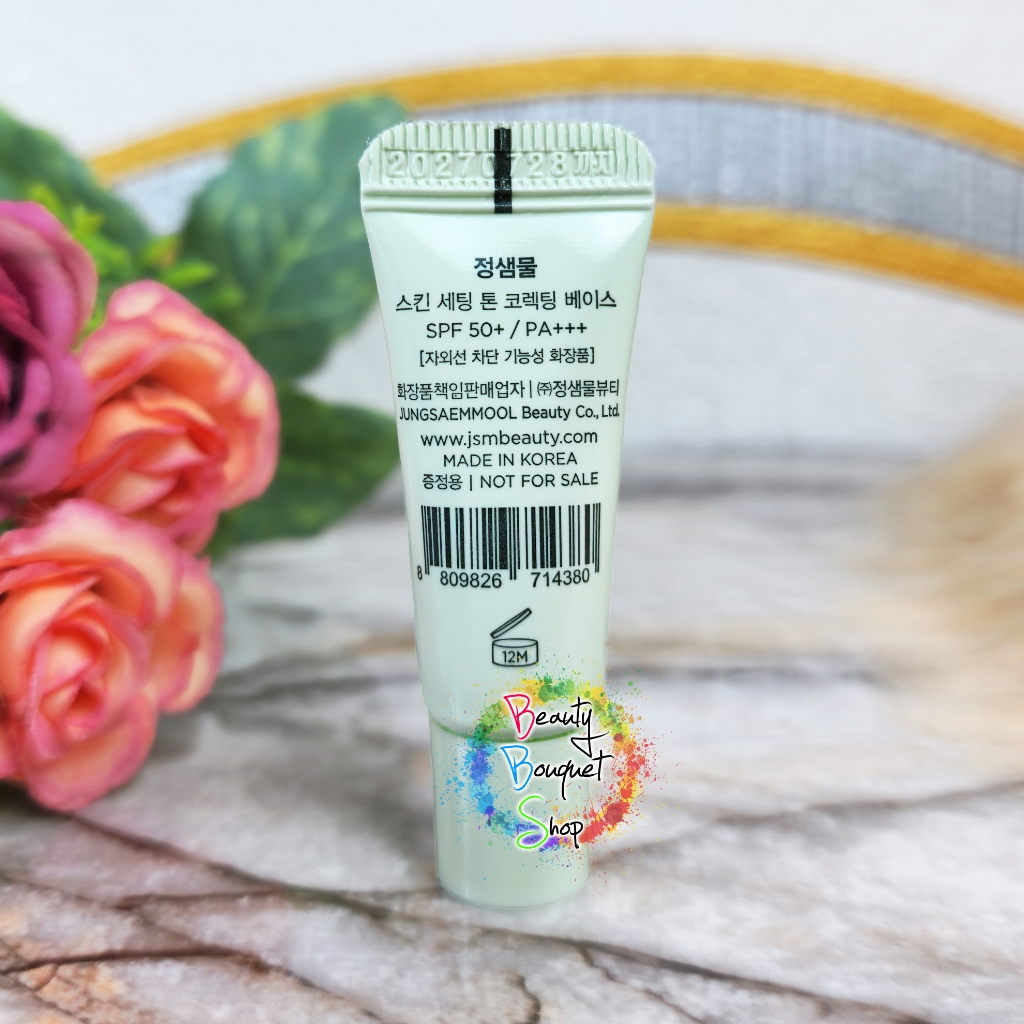 20270728까지
정샘물
스킨 세팅 톤 코렉팅 베이스
SPF 50+ / PA+++
[자외선 차단 기능성 화장품]
화장품책임판매업자 | ㈜정샘물뷰티
JUNGSAEMMOOL Beauty Co., Ltd.
www.jsmbeauty.com
MADE IN KOREA
증정용 | NOT FOR SALE
8 809826 714380
12M
Beauty
Bouquet
Shop